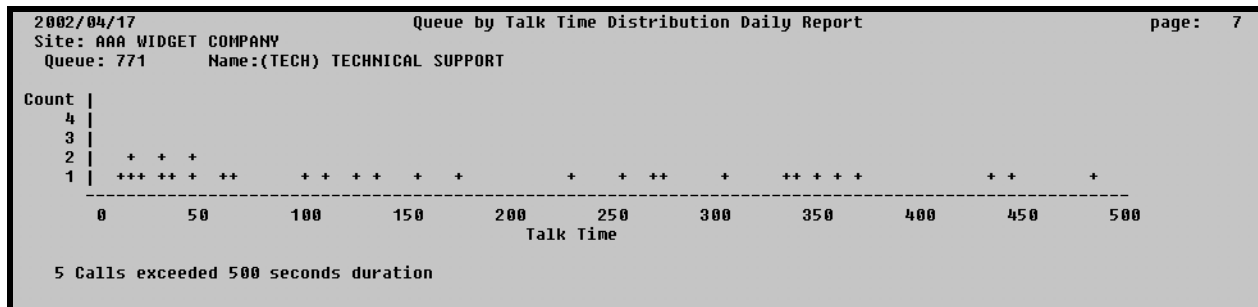 2002/04/17 Queue by Talk Time Distribution Daily Report page: 7
Site: AAA WIDGET COMPANY
Queue: 771 Name:(TECH) TECHNICAL SUPPORT
Count |
4 |
3 |
2 | + + +
1 | +++ ++ + ++ + + + + + + + + ++ + ++ + + + + + +
--------------------------------------------------------------------------------
0 50 100 150 200 250 300 350 400 450 500
Talk Time
5 Calls exceeded 500 seconds duration